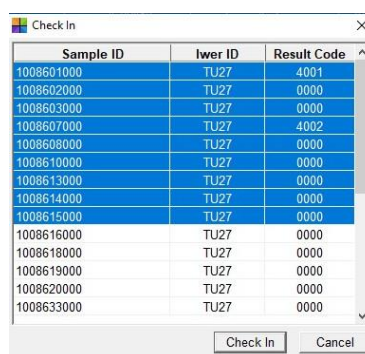 Check In
Sample ID Iwer ID Result Code
1008601000 TU27 4001
1008602000 TU27 0000
1008603000 TU27 0000
1008607000 TU27 4002
1008608000 TU27 0000
1008610000 TU27 0000
1008613000 TU27 0000
1008614000 TU27 0000
1008615000 TU27 0000
1008616000 TU27 0000
1008618000 TU27 0000
1008619000 TU27 0000
1008620000 TU27 0000
1008633000 TU27 0000
Check In Cancel